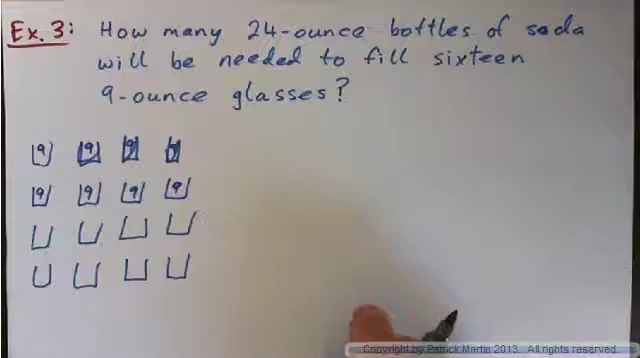 Ex. 3: How many 24-ounce bottles of soda
will be needed to fill sixteen
9-ounce glasses?
9 9 9 9
9 9 9 9
Copyright by Patrick Martin 2013. All rights reserved.